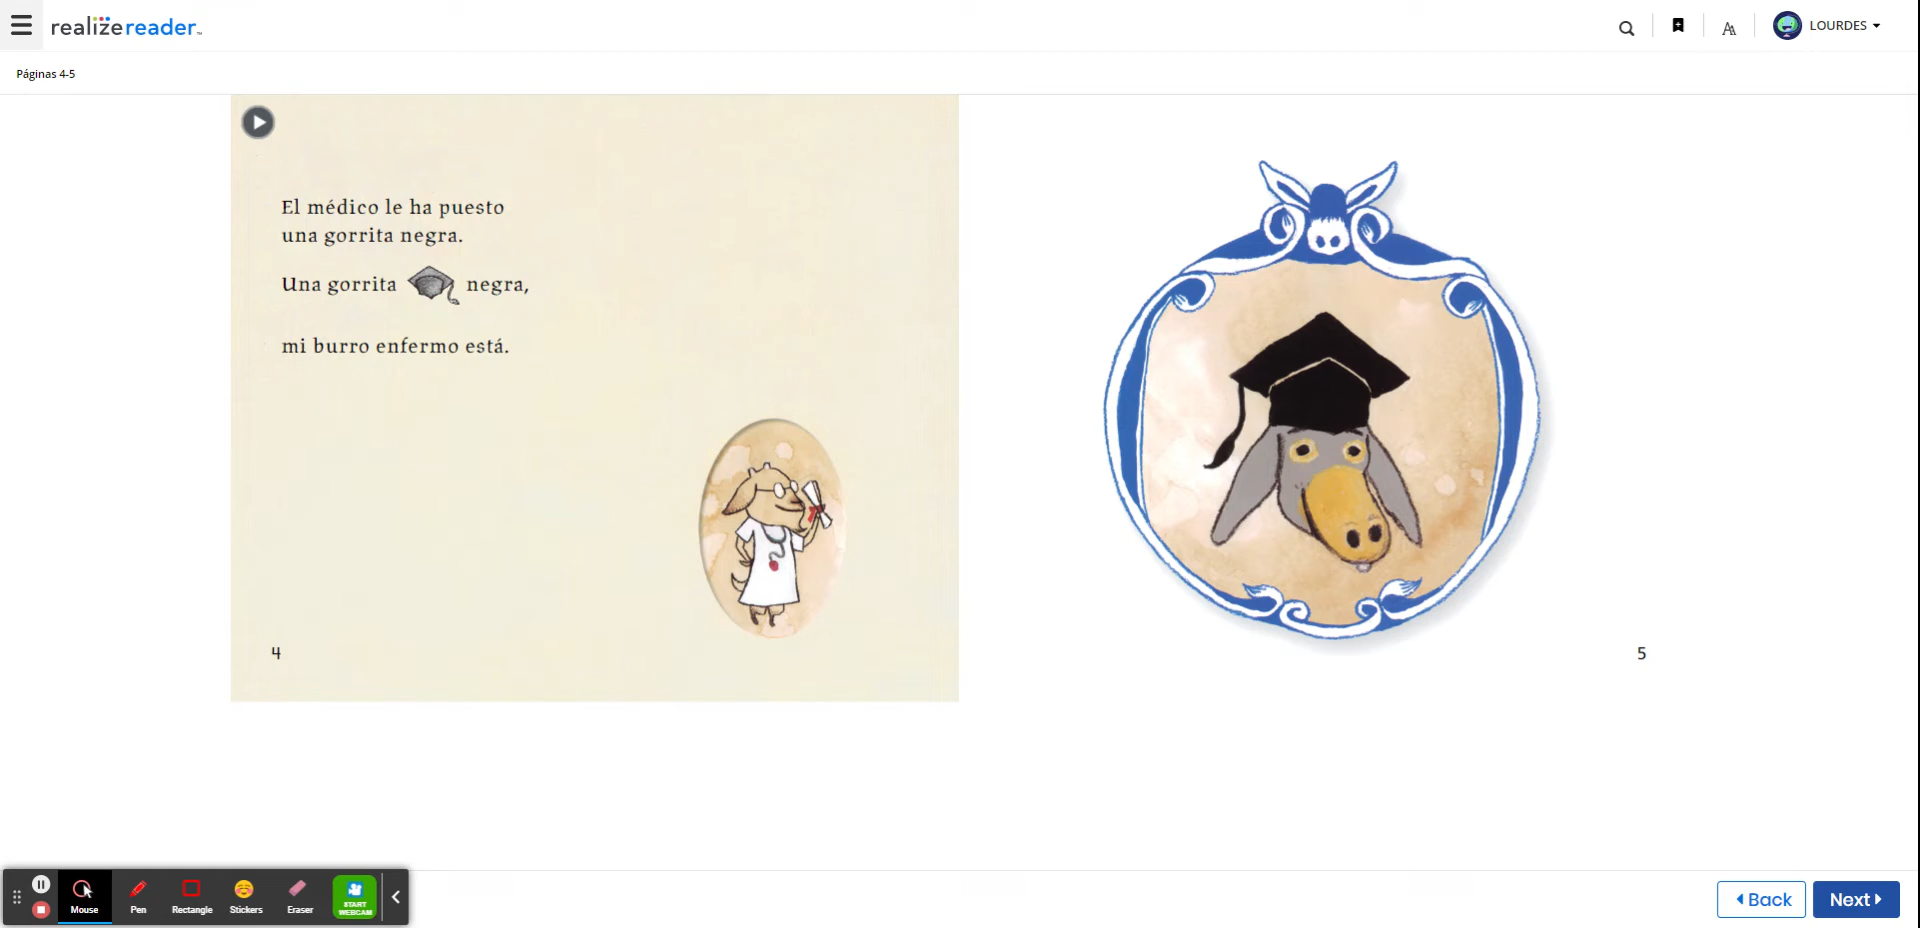 realizereader™
LOURDES
Páginas 4-5
El médico le ha puesto
una gorrita negra.
Una gorrita negra,
mi burro enfermo está.
4
5
Mouse
Pen
Rectangle
Stickers
Eraser
START
WEBCAM
Back
Next